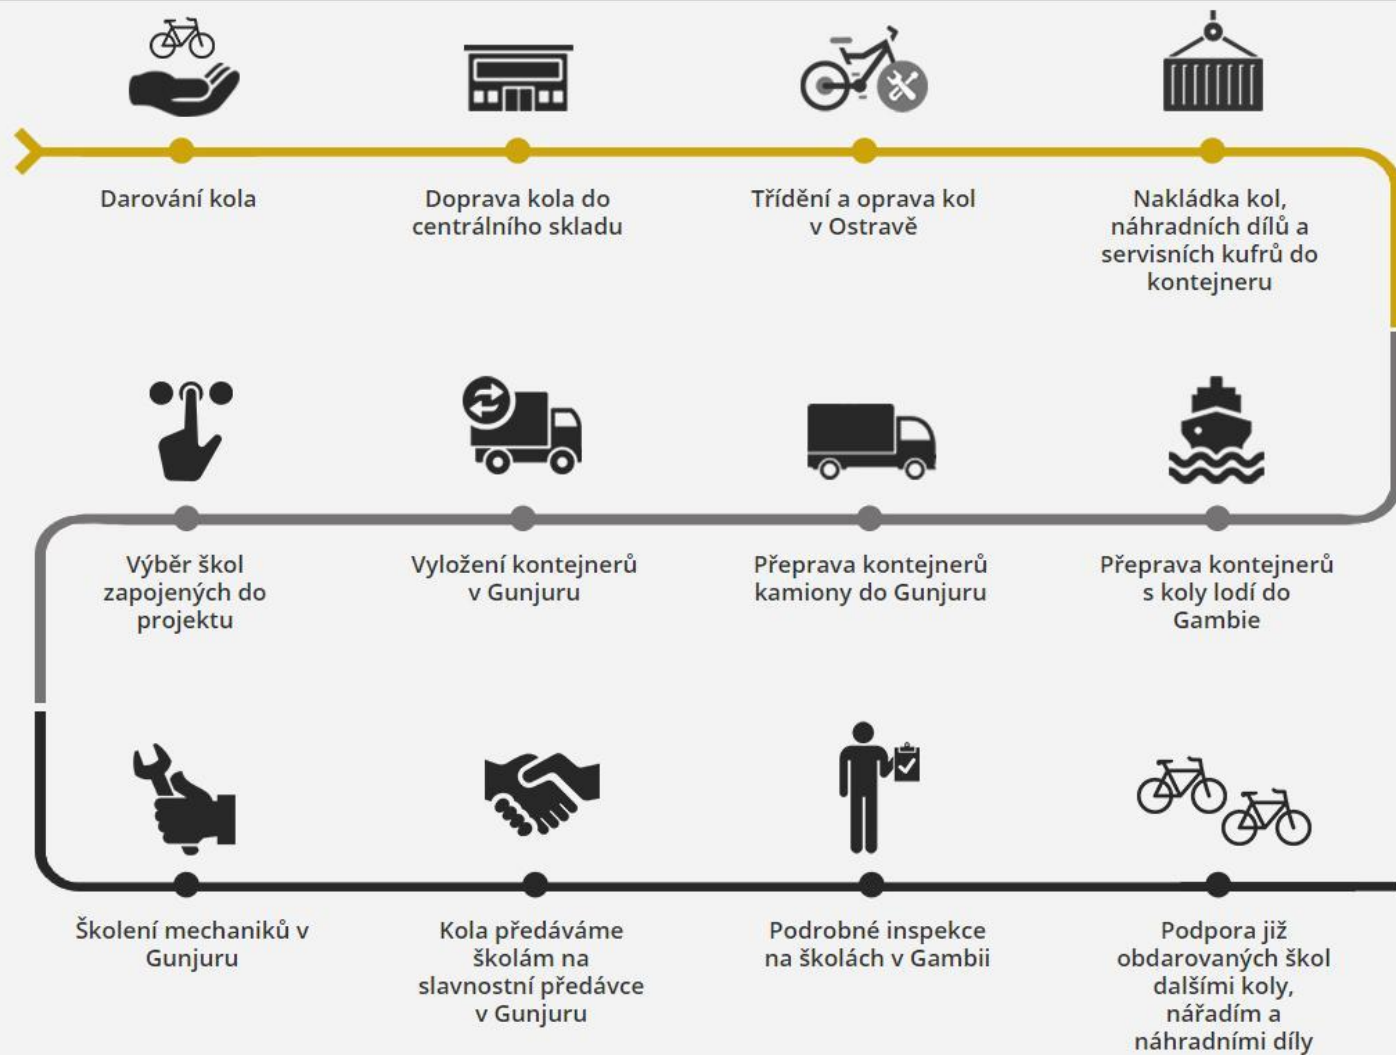 Darování kola
Doprava kola do
centrálního skladu
Třídění a oprava kol
v Ostravě
Nakládka kol,
náhradních dílů a
servisních kufrů do
kontejneru
Výběr škol
zapojených do
projektu
Vyložení kontejnerů
v Gunjuru
Přeprava kontejnerů
kamiony do Gunjuru
Přeprava kontejnerů
s koly lodí do
Gambie
Školení mechaniků v
Gunjuru
Kola předáváme
školám na
slavnostní předávce
v Gunjuru
Podrobné inspekce
na školách v Gambii
Podpora již
obdarovaných škol
dalšími koly,
nářadím a
náhradními díly